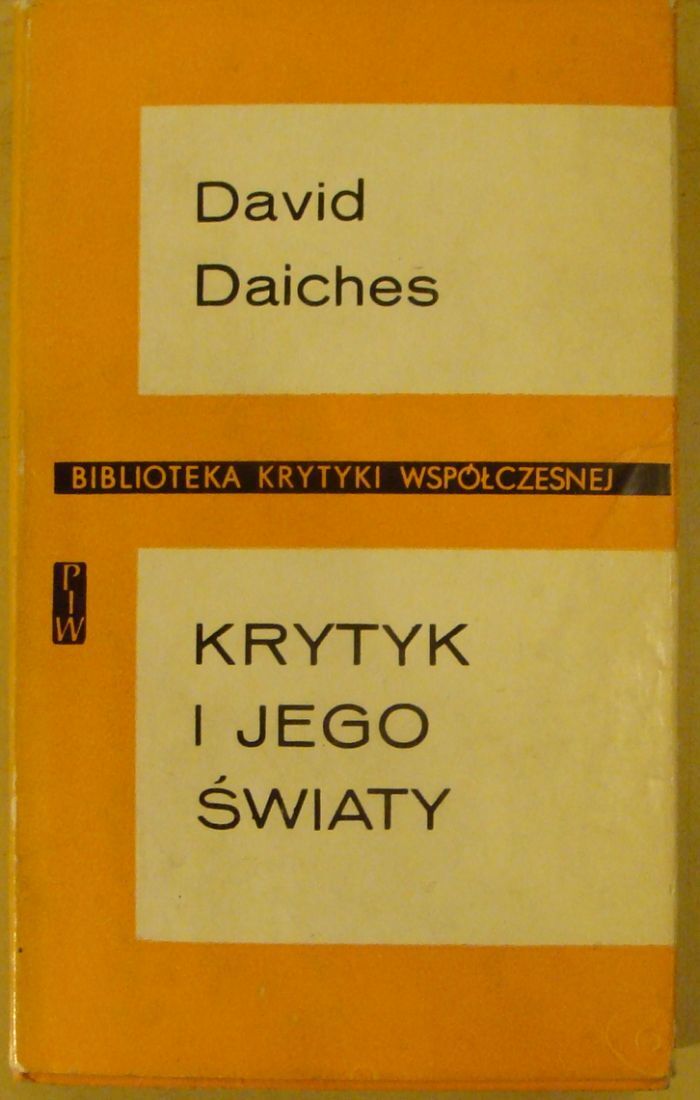 David
Daiches
BIBLIOTEKA KRYTYKI WSPÓŁCZESNEJ
PIW
KRYTYK
I JEGO
ŚWIATY